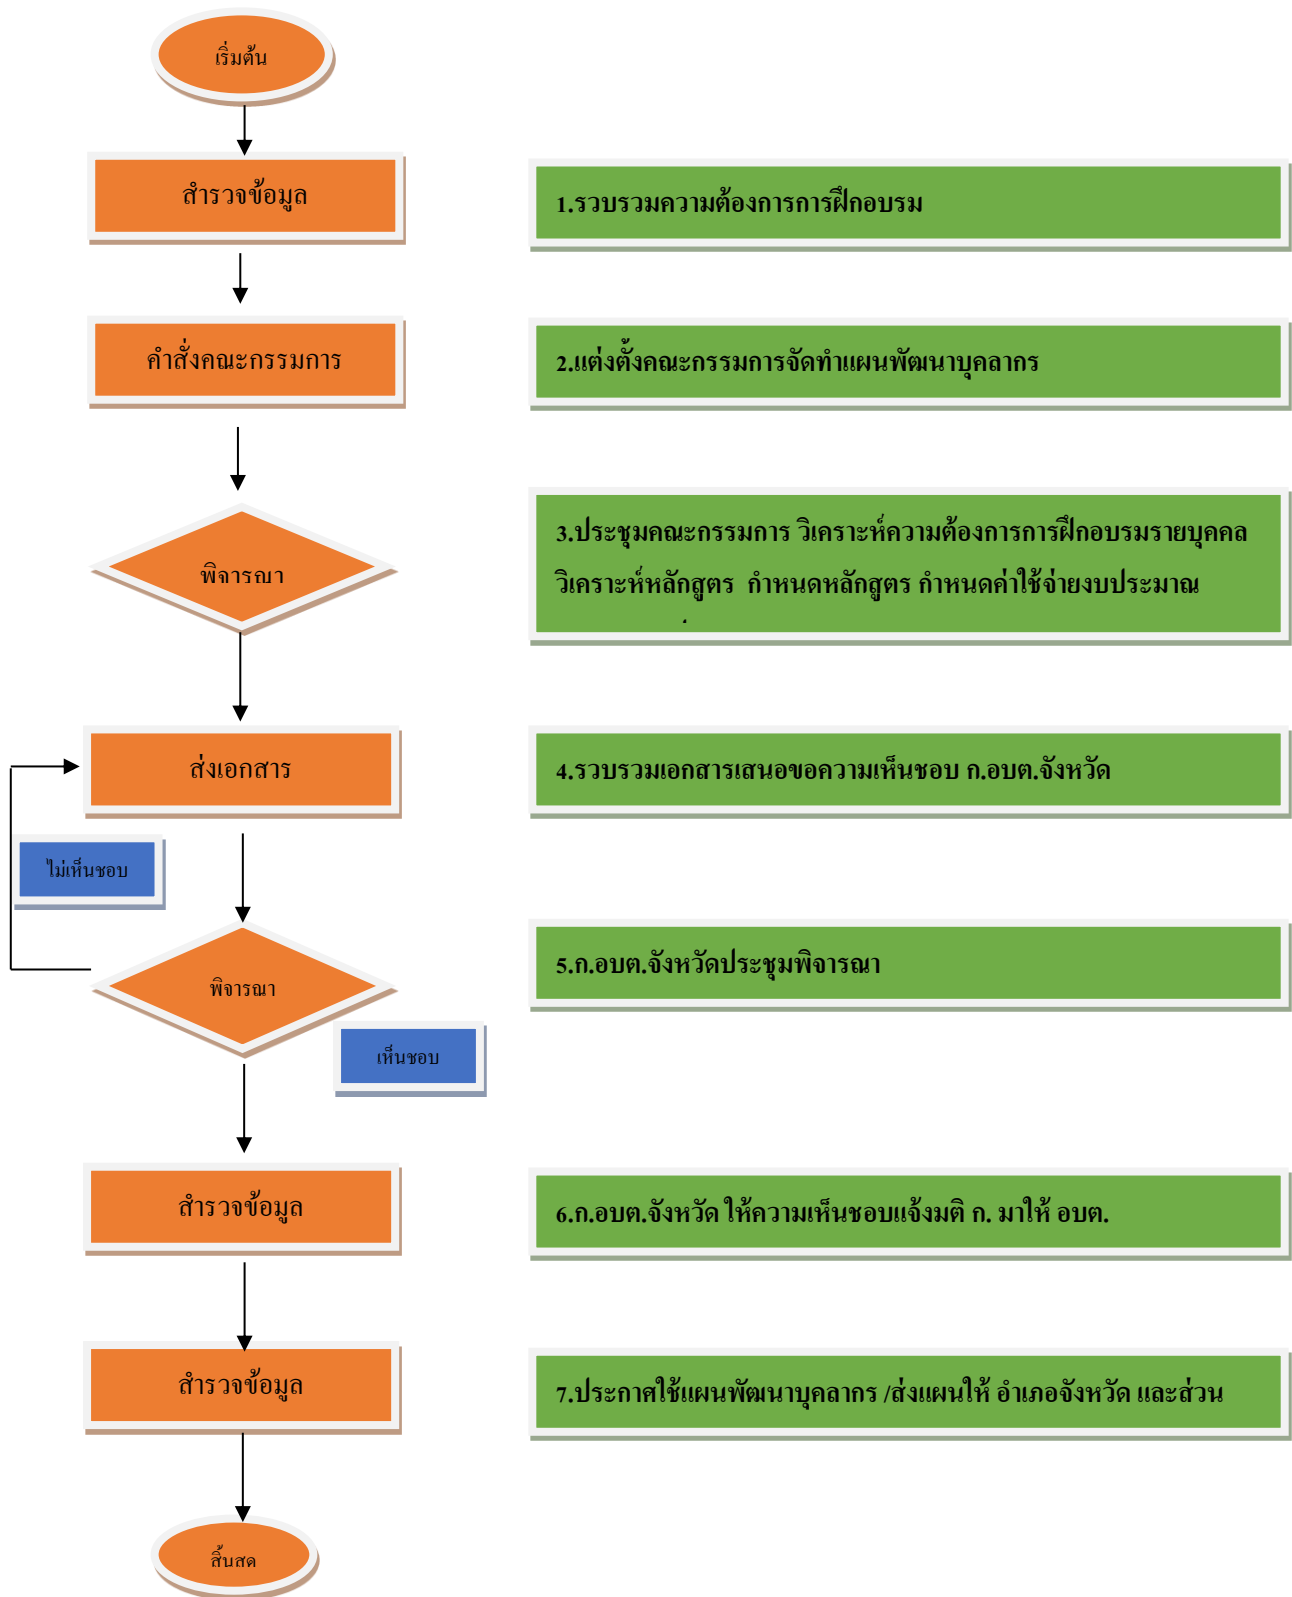 เริ่มต้น
สำรวจข้อมูล
1.รวบรวมความต้องการการฝึกอบรม
คำสั่งคณะกรรมการ
2.แต่งตั้งคณะกรรมการจัดทำแผนพัฒนาบุคลากร
พิจารณา
3.ประชุมคณะกรรมการ วิเคราะห์ความต้องการการฝึกอบรมรายบุคคล
วิเคราะห์หลักสูตร กำหนดหลักสูตร กำหนดค่าใช้จ่ายงบประมาณ
ส่งเอกสาร
4.รวบรวมเอกสารเสนอขอความเห็นชอบ ก.อบต.จังหวัด
ไม่เห็นชอบ
พิจารณา
5.ก.อบต.จังหวัดประชุมพิจารณา
เห็นชอบ
สำรวจข้อมูล
6.ก.อบต.จังหวัด ให้ความเห็นชอบแจ้งมติ ก. มาให้ อบต.
สำรวจข้อมูล
7.ประกาศใช้แผนพัฒนาบุคลากร /ส่งแผนให้ อำเภอจังหวัด และส่วน
สิ้นสด